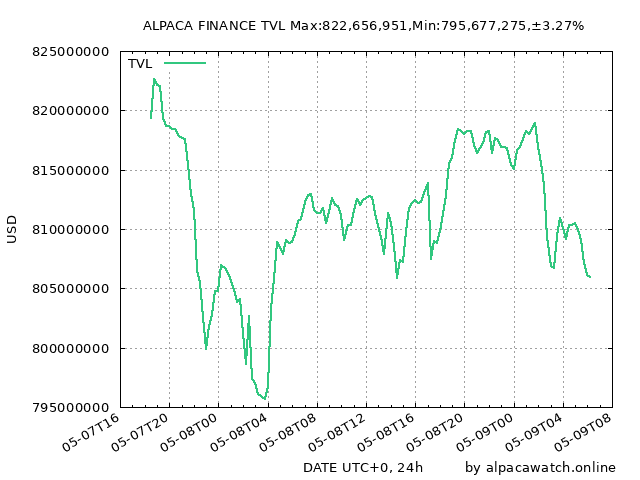 ALPACA FINANCE TVL Max:822,656,951,Min:795,677,275,±3.27%
825000000
TVL
820000000
815000000
810000000
805000000
800000000
795000000
USD
05-07T16
05-07T20
05-08T00
05-08T04
05-08T08
05-08T12
05-08T16
05-08T20
05-09T00
05-09T04
05-09T08
DATE UTC+0, 24h
by alpacawatch.online